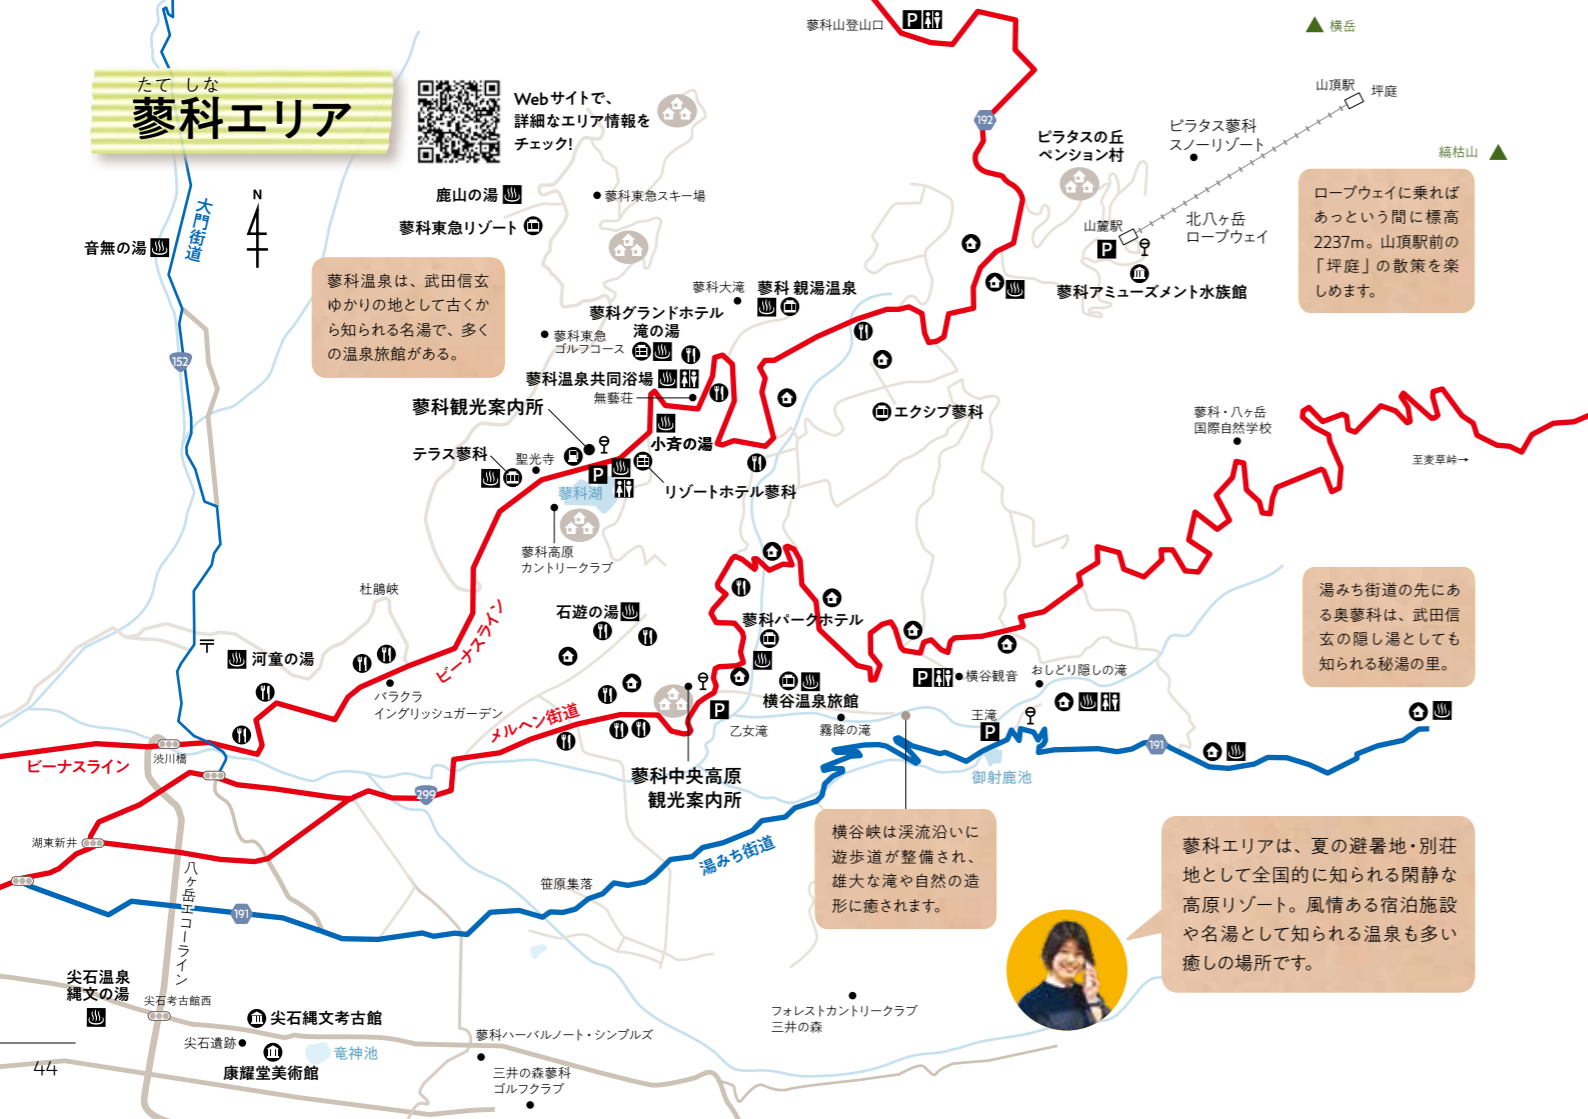 たてしな
蓼科エリア
Webサイトで、
詳細なエリア情報を
チェック!
N
蓼科山登山口
P
192
横岳
山頂駅
坪庭
ピラタス蓼科
スノーリゾート
ピラタスの丘
ペンション村
縞枯山
山麓駅
P
北八ヶ岳
ロープウェイ
蓼科アミューズメント水族館
ロープウェイに乗れば
あっという間に標高
2237m。山頂駅前の
「坪庭」の散策を楽
しめます。
大門街道
音無の湯
152
鹿山の湯
蓼科東急スキー場
蓼科東急リゾート
蓼科温泉は、武田信玄
ゆかりの地として古くか
ら知られる名湯で、多く
の温泉旅館がある。
蓼科大滝
蓼科 親湯温泉
蓼科グランドホテル
滝の湯
蓼科東急
ゴルフコース
蓼科温泉共同浴場
無藝荘
蓼科観光案内所
小斉の湯
テラス蓼科
聖光寺
P
蓼科湖
リゾートホテル蓼科
エクシブ蓼科
蓼科・八ヶ岳
国際自然学校
至麦草峠→
蓼科高原
カントリークラブ
杜鵑峡
ビーナスライン
石遊の湯
蓼科パークホテル
〒
河童の湯
バラクラ
イングリッシュガーデン
メルヘン街道
横谷温泉旅館
P
乙女滝
霧降の滝
P
横谷観音
おしどり隠しの滝
王滝
P
御射鹿池
191
湯みち街道の先にあ
る奥蓼科は、武田信
玄の隠し湯としても
知られる秘湯の里。
ビーナスライン
渋川橋
299
蓼科中央高原
観光案内所
湖東新井
八ヶ岳エコーライン
191
笹原集落
湯みち街道
横谷峡は渓流沿いに
遊歩道が整備され、
雄大な滝や自然の造
形に癒されます。
蓼科エリアは、夏の避暑地・別荘
地として全国的に知られる閑静な
高原リゾート。風情ある宿泊施設
や名湯として知られる温泉も多い
癒しの場所です。
尖石温泉
縄文の湯
尖石考古館西
尖石縄文考古館
尖石遺跡
康耀堂美術館
竜神池
蓼科ハーバルノート・シンプルズ
三井の森蓼科
ゴルフクラブ
フォレストカントリークラブ
三井の森
44